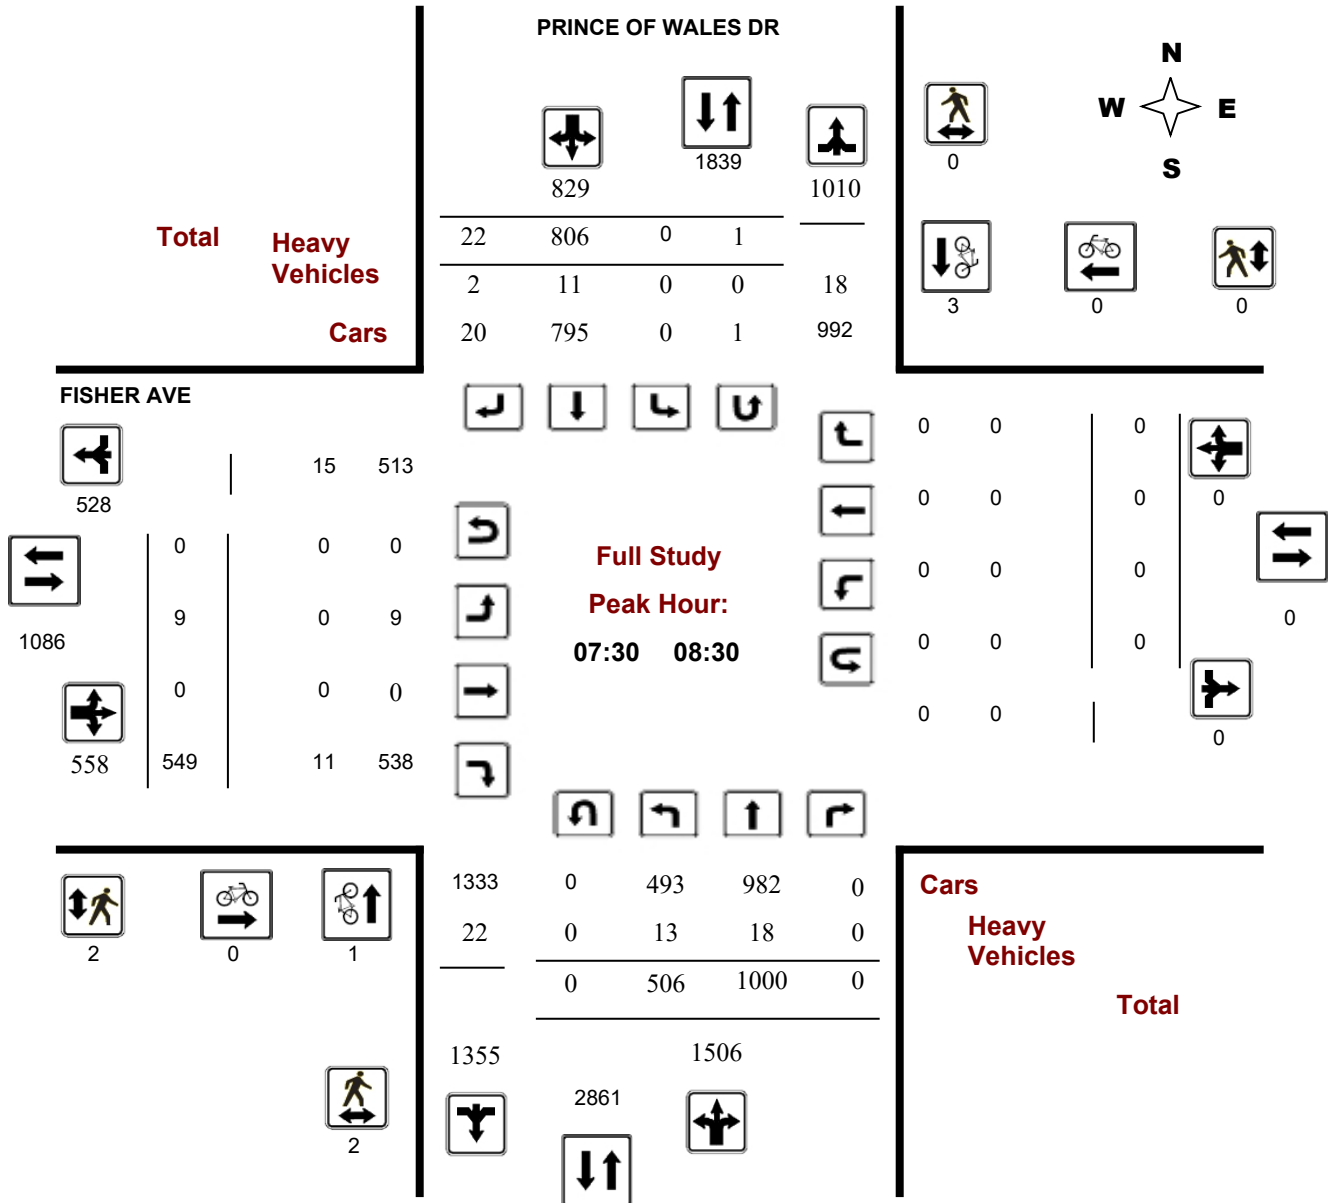 PRINCE OF WALES DR
N
W E
S
1839
0
829 1010
Total Heavy Vehicles
22 806 0 1
2 11 0 0 18
3 0 0
Cars 20 795 0 1 992
FISHER AVE
0 0 0
15 513
528
0 0 0 0
0 0 0
Full Study
0 0 0
9 0 9
Peak Hour:
0
1086
07:30 08:30
0 0 0
0 0 0
0 0
0
558 549 11 538
1333 0 493 982 0 Cars
22 0 13 18 0 Heavy Vehicles
2 0 1
0 506 1000 0
Total
1355 1506
2861
2